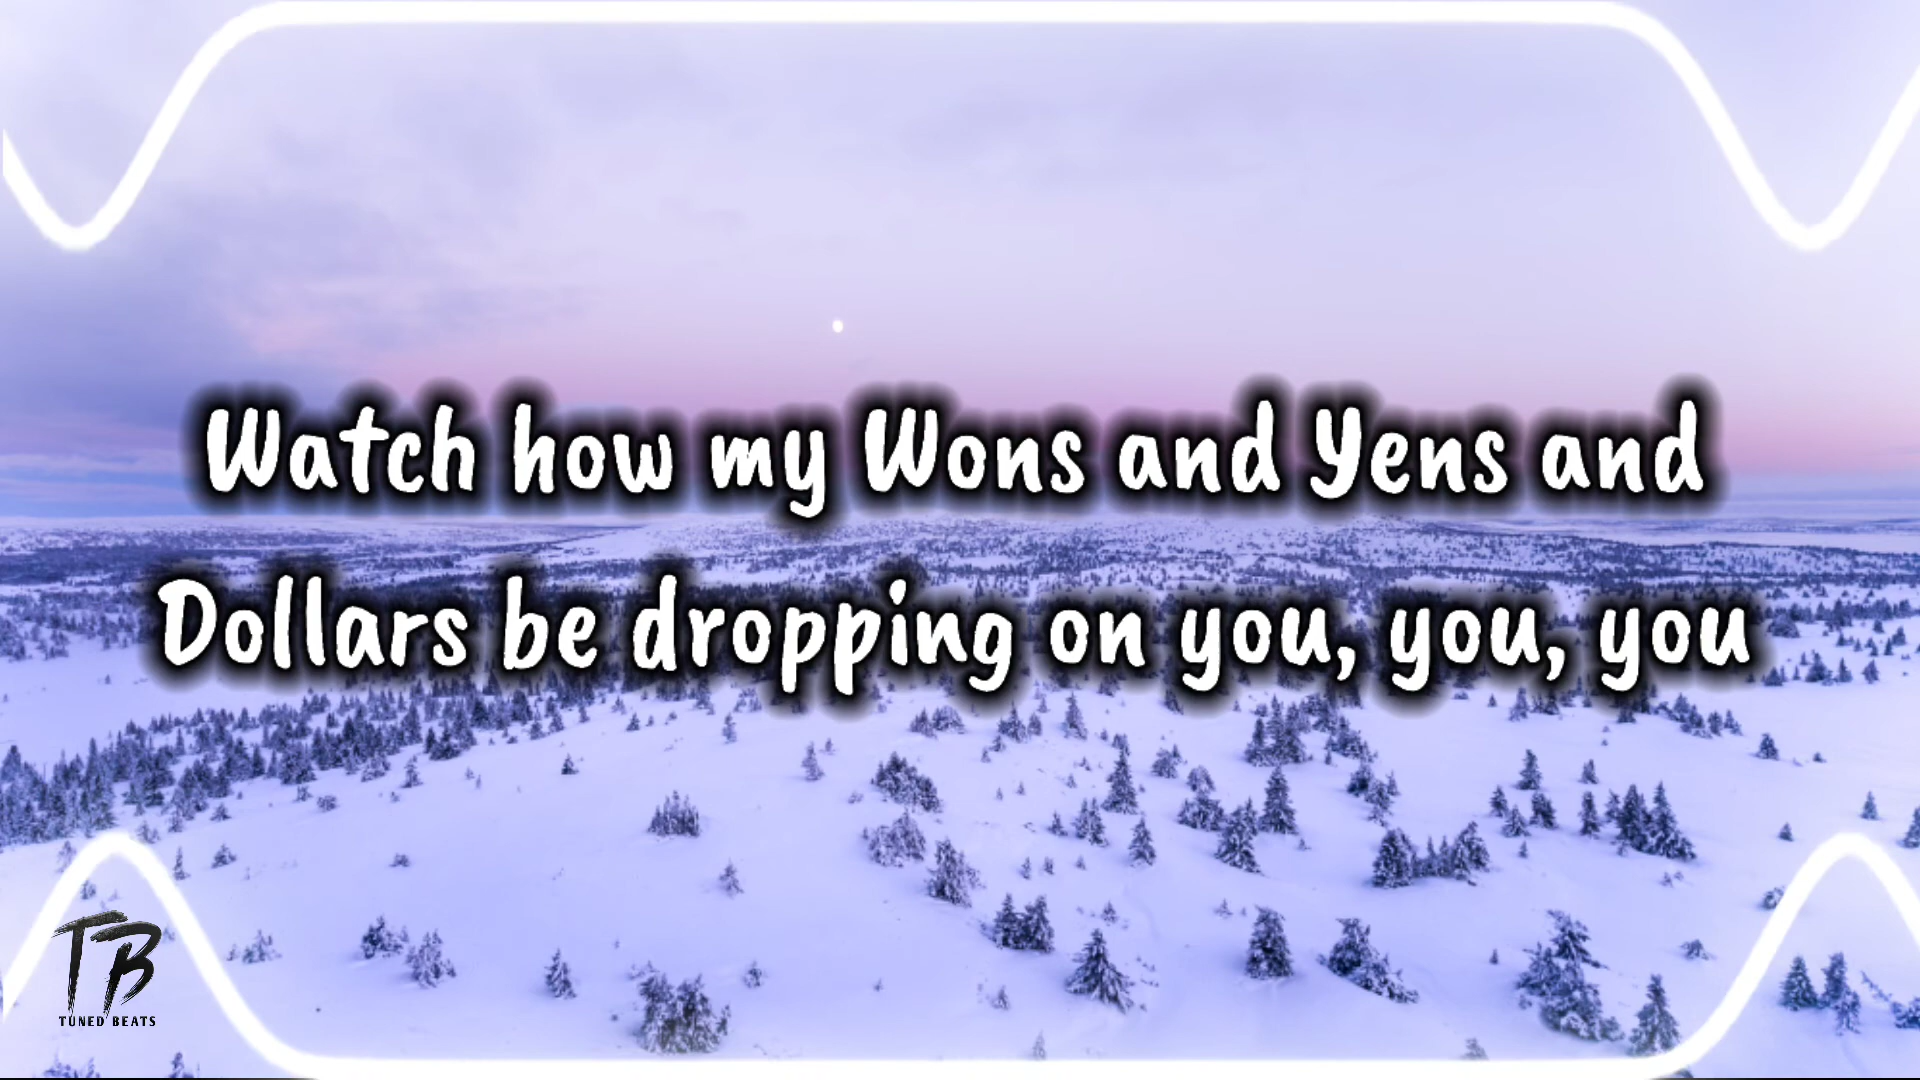 Watch how my Wons and Yens and
Dollars be dropping on you, you, you
TB
TUNED BEATS